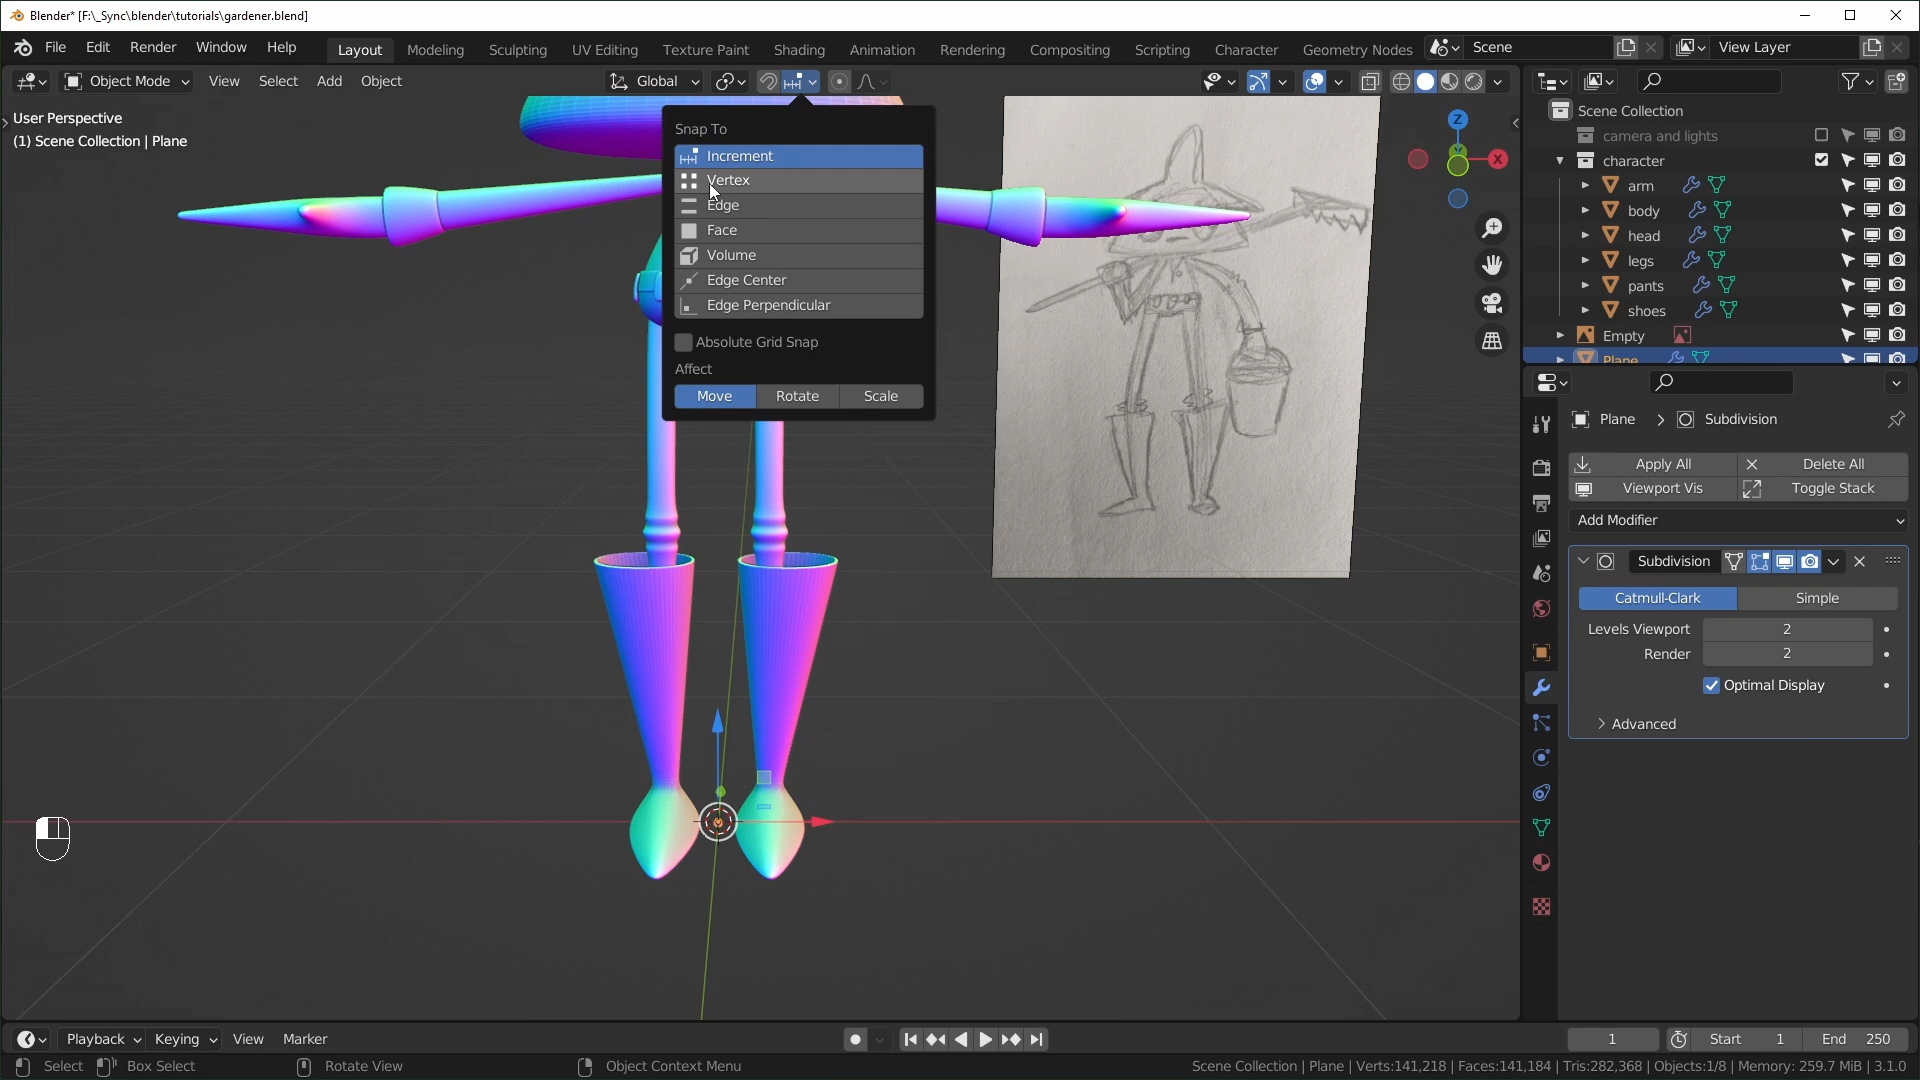 Blender* [F:\_Sync\blender\tutorials\gardener.blend]
File Edit Render Window Help Layout Modeling Sculpting UV Editing Texture Paint Shading Animation Rendering Compositing Scripting Character Geometry Nodes Scene View Layer
Object Mode View Select Add Object Global
User Perspective
(1) Scene Collection | Plane
Snap To
Increment
Vertex
Edge
Face
Volume
Edge Center
Edge Perpendicular
Absolute Grid Snap
Affect
Move Rotate Scale
Z
X
Scene Collection
camera and lights
character
arm
body
head
legs
pants
shoes
Empty
Plane
Plane > Subdivision
Apply All Delete All
Viewport Vis Toggle Stack
Add Modifier
Subdivision
Catmull-Clark Simple
Levels Viewport 2
Render 2
Optimal Display
Advanced
Playback Keying View Marker 1 Start 1 End 250
Select Box Select Rotate View Object Context Menu Scene Collection | Plane | Verts:141,218 | Faces:141,184 | Tris:282,368 | Objects:1/8 | Memory: 259.7 MiB | 3.1.0